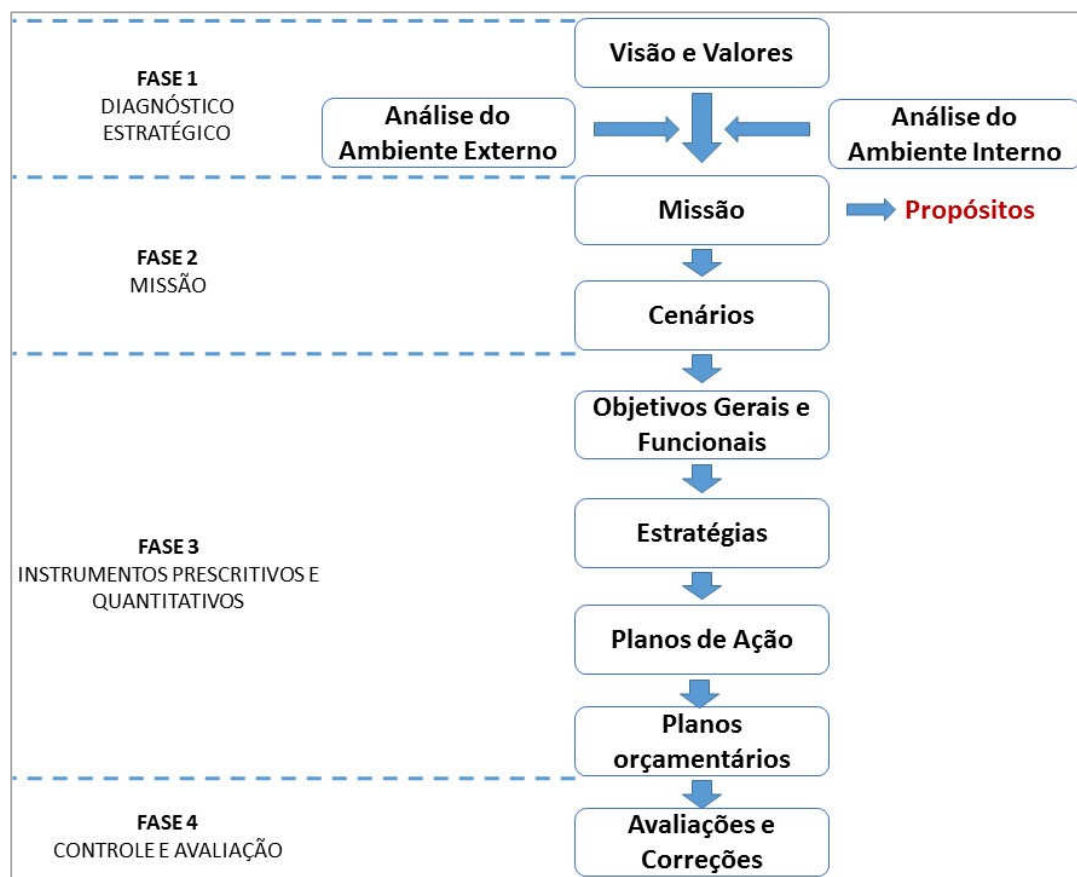 Visão e Valores
FASE 1
DIAGNÓSTICO
ESTRATÉGICO
Análise do
Ambiente Externo
Análise do
Ambiente Interno
Missão
Propósitos
FASE 2
MISSÃO
Cenários
Objetivos Gerais e
Funcionais
Estratégias
FASE 3
INSTRUMENTOS PRESCRITIVOS E
QUANTITATIVOS
Planos de Ação
Planos
orçamentários
FASE 4
CONTROLE E AVALIAÇÃO
Avaliações e
Correções